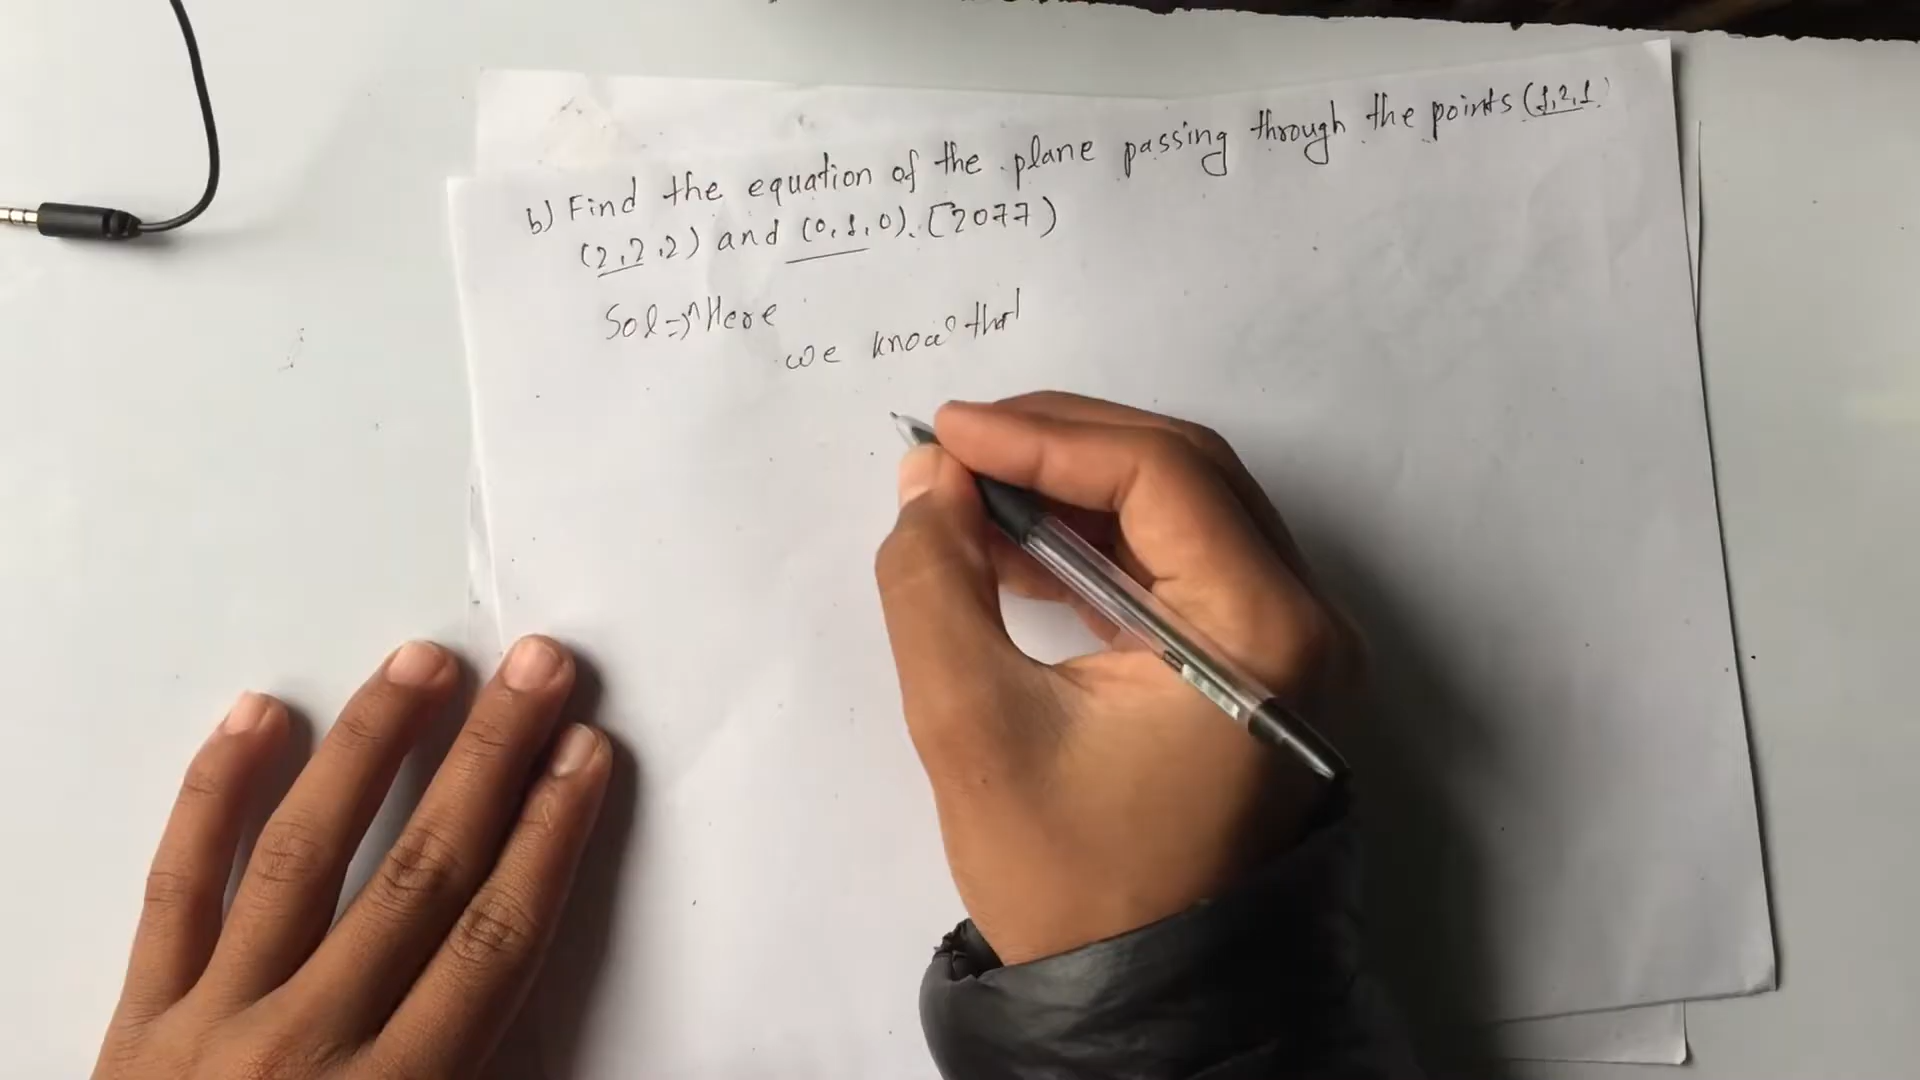 b) Find the equation of the plane passing through the points (1,2,1)
(2,2,2) and (0,1,0). [2077)
Sol=>ⁿ Here
we know that